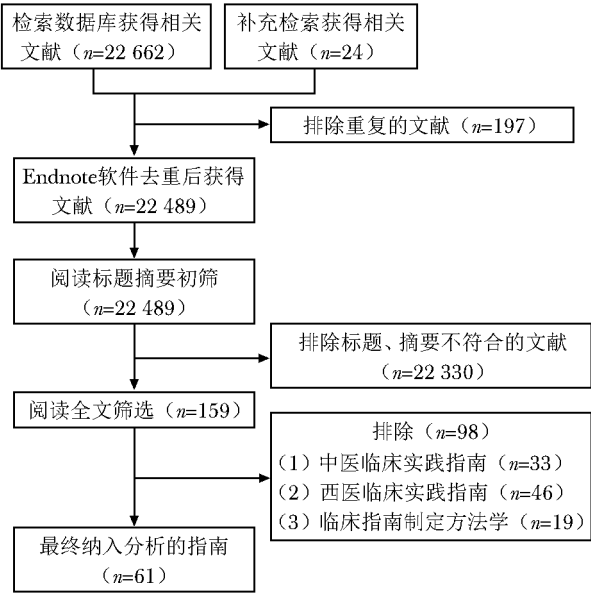 检索数据库获得相关
文献（n=22 662）
补充检索获得相关
文献（n=24）
排除重复的文献（n=197）
Endnote软件去重后获得
文献（n=22 489）
阅读标题摘要初筛
（n=22 489）
排除标题、摘要不符合的文献
（n=22 330）
阅读全文筛选（n=159）
排除（n=98）
（1）中医临床实践指南（n=33）
（2）西医临床实践指南（n=46）
（3）临床指南制定方法学（n=19）
最终纳入分析的指南
（n=61）